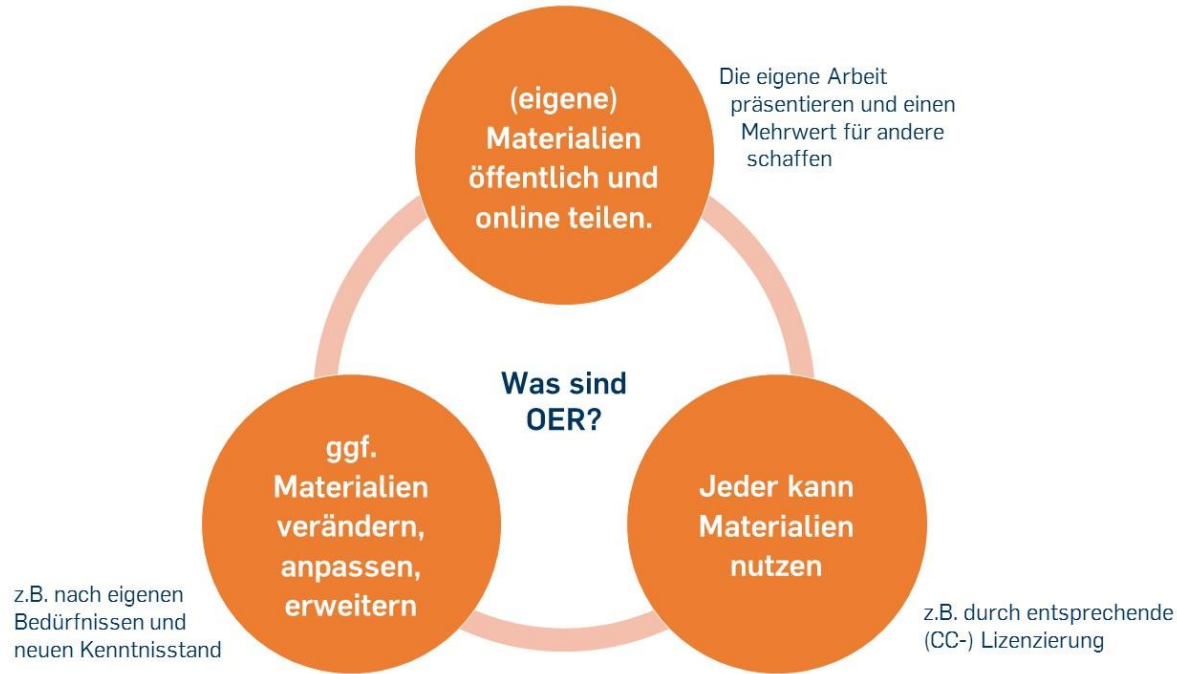 (eigene)
Materialien
öffentlich und
online teilen.
Die eigene Arbeit
präsentieren und einen
Mehrwert für andere
schaffen
Was sind
OER?
ggf.
Materialien
verändern,
anpassen,
erweitern
Jeder kann
Materialien
nutzen
z.B. nach eigenen
Bedürfnissen und
neuen Kenntnisstand
z.B. durch entsprechende
(CC-) Lizenzierung